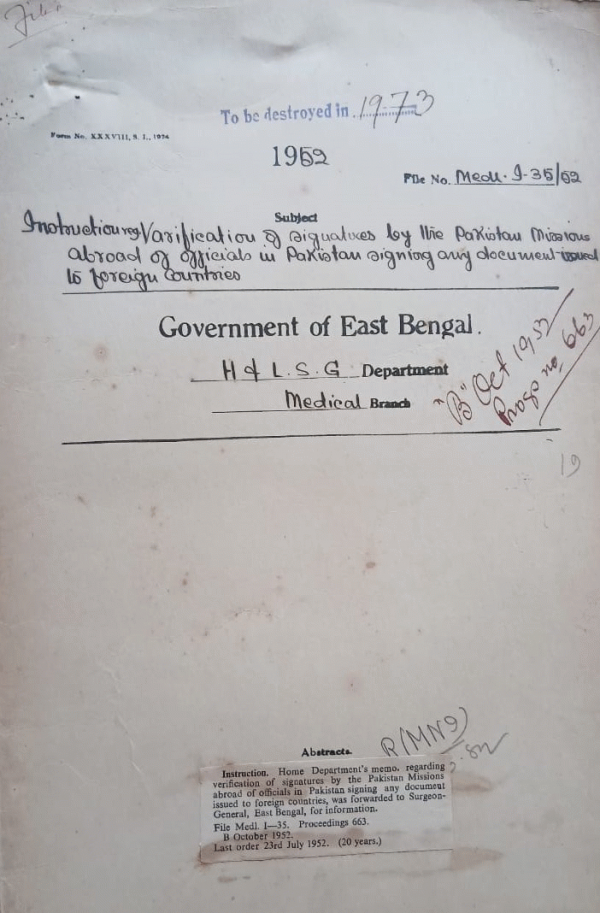 File
To be destroyed in 1973
Form No. XXXVIII, S. I., 1924
1952
File No. Medl. I-35/52
Subject
Instruction reg Varification of signatures by the Pakistan Missions
abroad of officials in Pakistan signing any document issued
to foreign countries
Government of East Bengal.
H & L.S.G Department
Medical Branch
"B" Oct 1952
Progs no. 663
19
Abstracts.
R(MN9)
Instruction. Home Department's memo. regarding
verification of signatures by the Pakistan Missions
abroad of officials in Pakistan signing any document
issued to foreign countries, was forwarded to Surgeon-
General, East Bengal, for information.
File Medl. I—35. Proceedings 663.
B October 1952.
Last order 23rd July 1952. (20 years.)